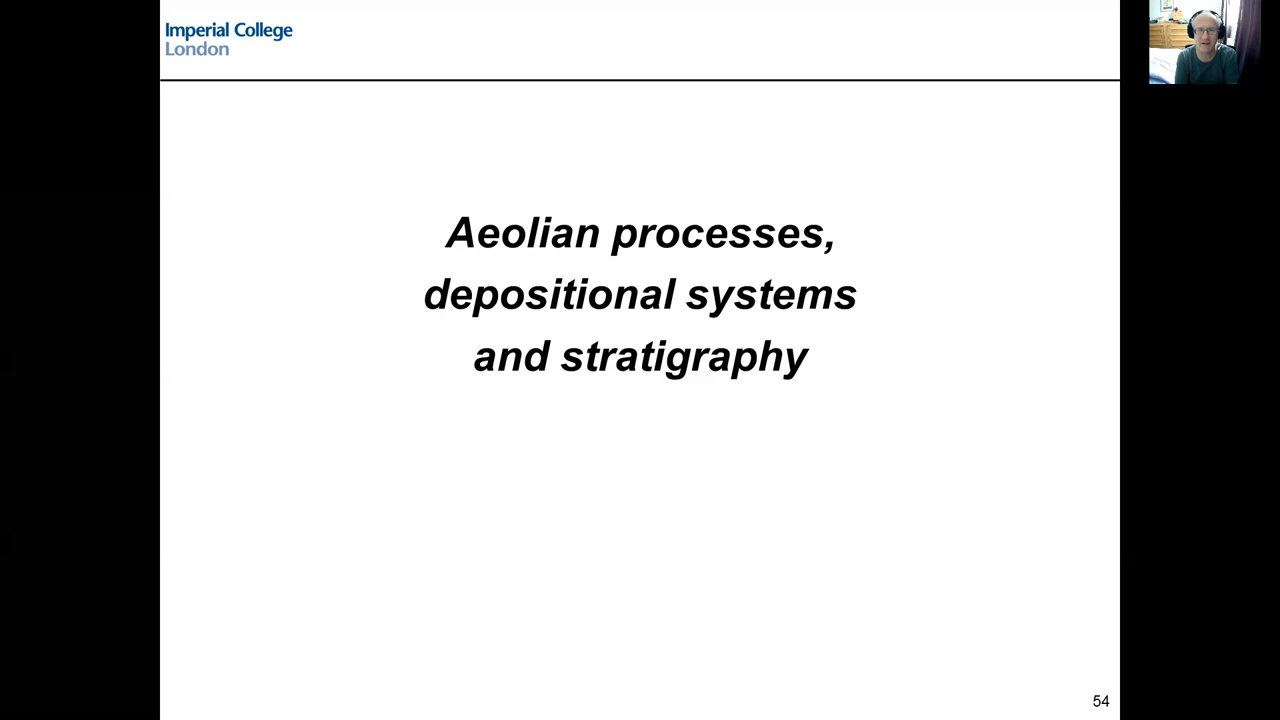 Imperial College
London
Aeolian processes,
depositional systems
and stratigraphy
54